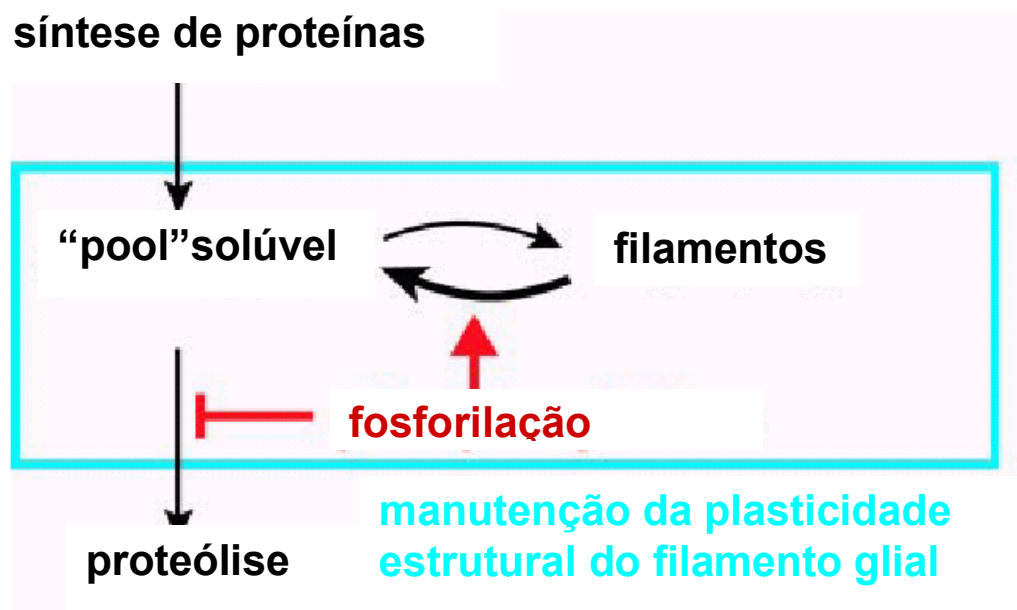 síntese de proteínas
“pool”solúvel
filamentos
fosforilação
manutenção da plasticidade
estrutural do filamento glial
proteólise